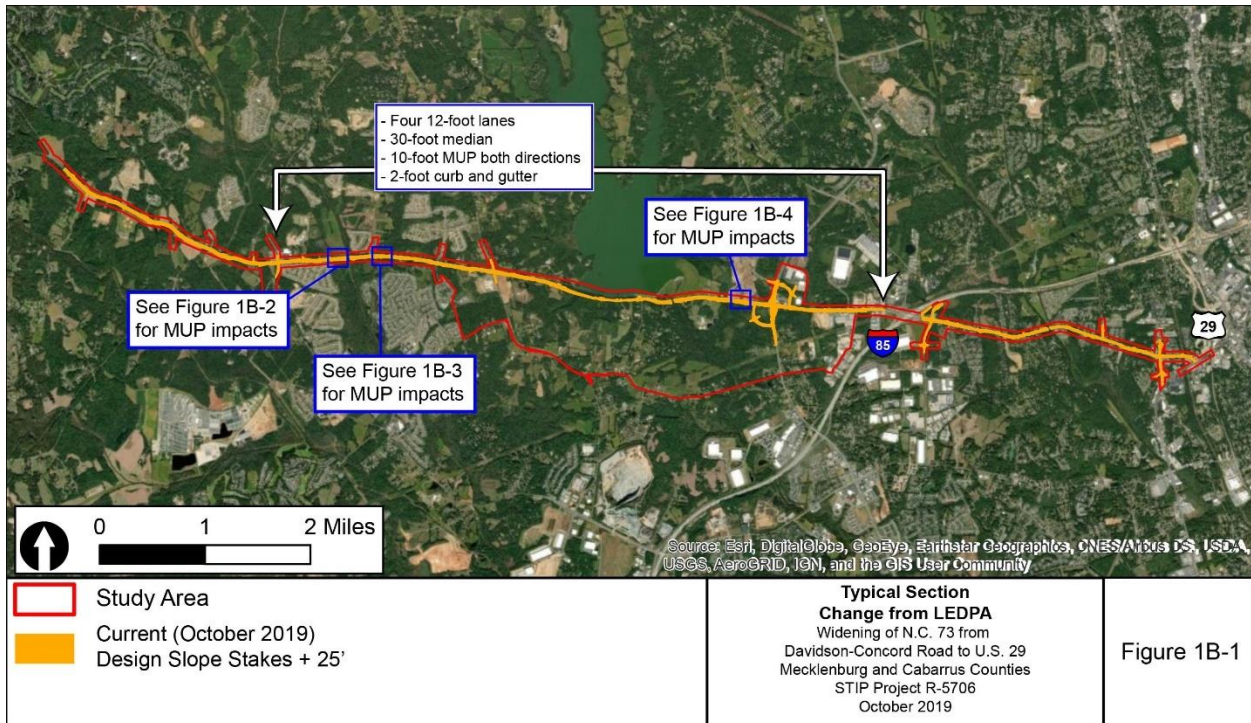 - Four 12-foot lanes
- 30-foot median
- 10-foot MUP both directions
- 2-foot curb and gutter
See Figure 1B-4
for MUP impacts
See Figure 1B-2
for MUP impacts
See Figure 1B-3
for MUP impacts
85
29
0 1 2 Miles
Source: Esri, DigitalGlobe, GeoEye, Earthstar Geographics, CNES/Airbus DS, USDA,
USGS, AeroGRID, IGN, and the GIS User Community
Study Area
Current (October 2019)
Design Slope Stakes + 25'
Typical Section
Change from LEDPA
Widening of N.C. 73 from
Davidson-Concord Road to U.S. 29
Mecklenburg and Cabarrus Counties
STIP Project R-5706
October 2019
Figure 1B-1